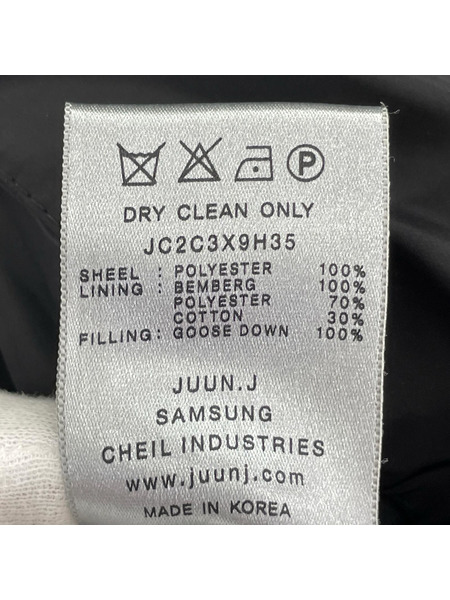 P
DRY CLEAN ONLY
JC2C3X9H35
SHEEL : POLYESTER 100%
LINING : BEMBERG 100%
POLYESTER 70%
COTTON 30%
FILLING : GOOSE DOWN 100%
JUUN.J
SAMSUNG
CHEIL INDUSTRIES
www.juunj.com
MADE IN KOREA